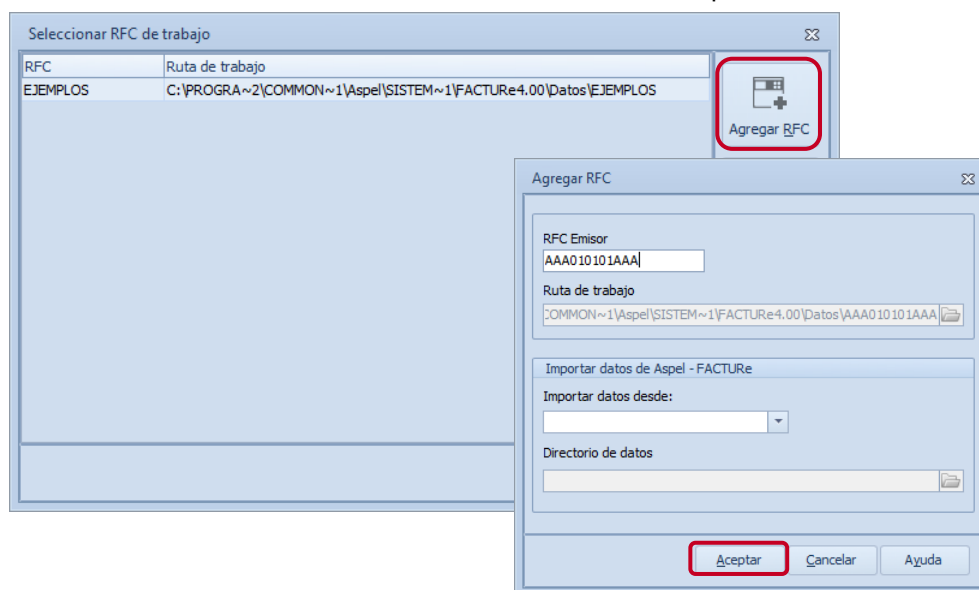 Seleccionar RFC de trabajo
RFC Ruta de trabajo
EJEMPLOS C:\PROGRA~2\COMMON~1\Aspel\SISTEM~1\FACTURe4.00\Datos\EJEMPLOS
Agregar RFC
Agregar RFC
RFC Emisor
AAA010101AAA
Ruta de trabajo
COMMON~1\Aspel\SISTEM~1\FACTURe4.00\Datos\AAA010101AAA
Importar datos de Aspel - FACTURe
Importar datos desde:
Directorio de datos
Aceptar Cancelar Ayuda